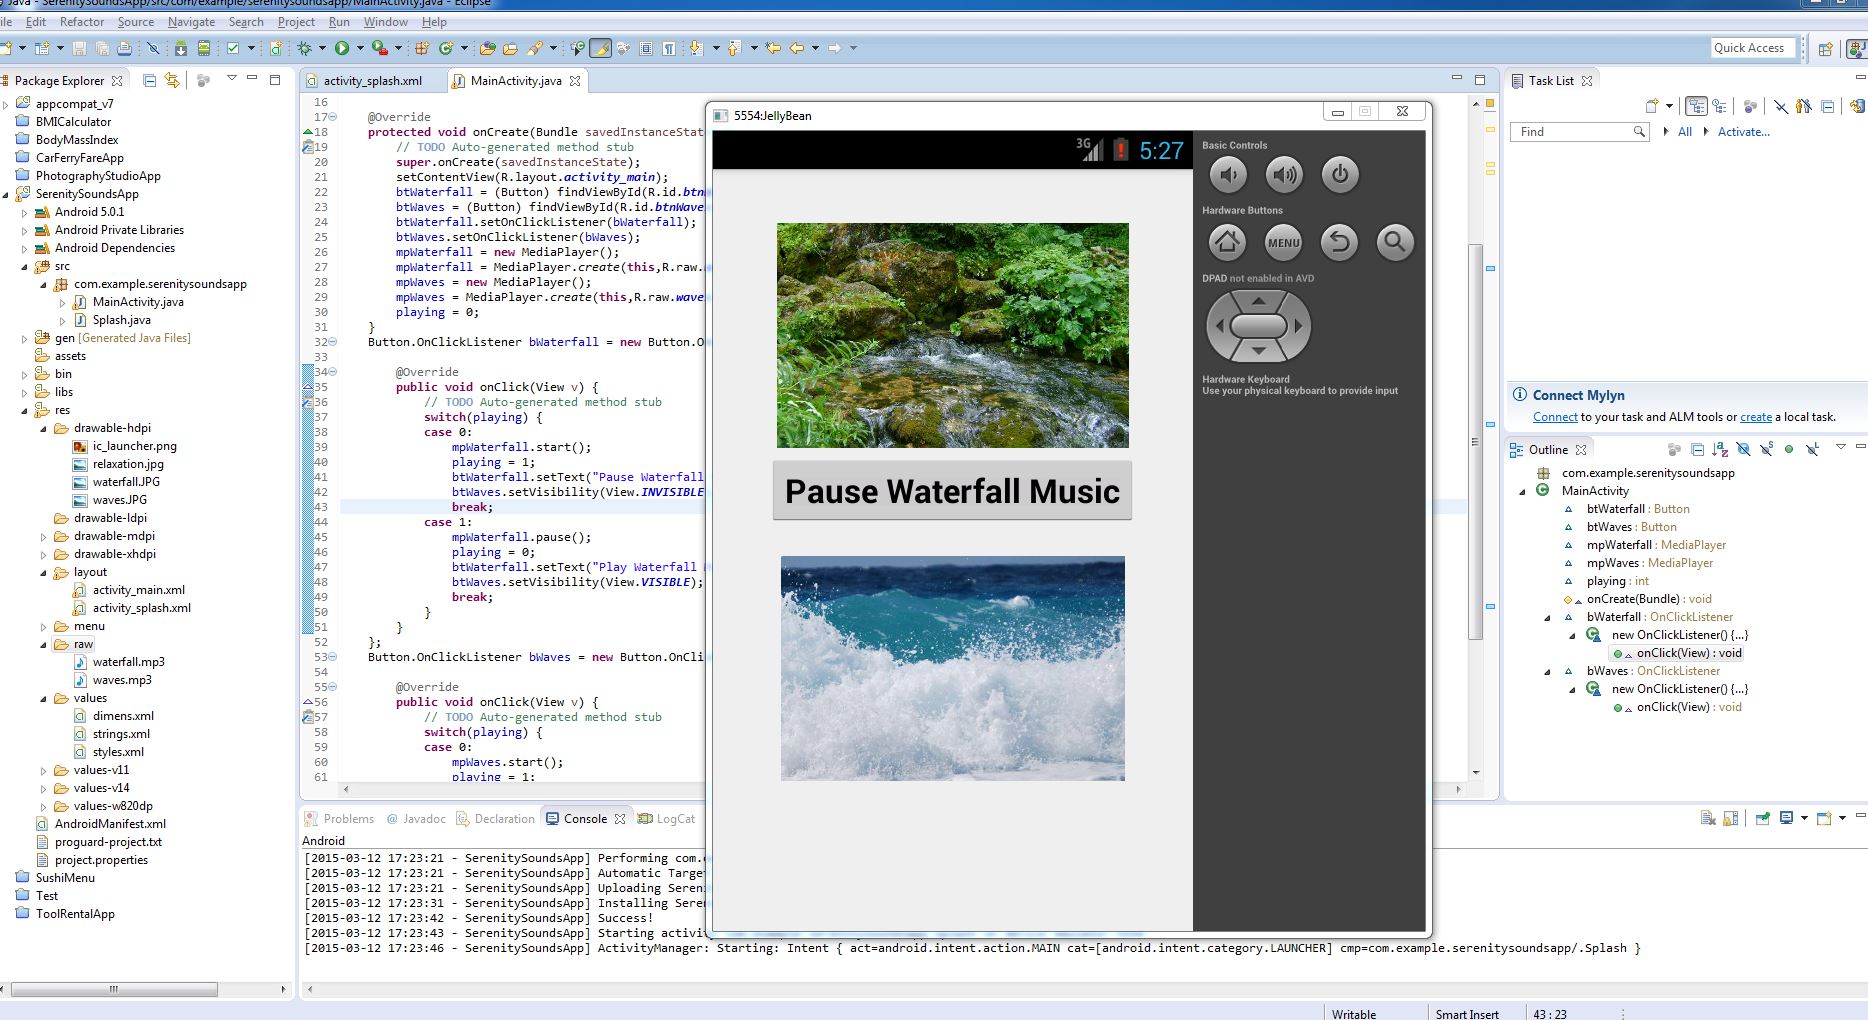 Java - SerenitySoundsApp/src/com/example/serenitysoundsapp/MainActivity.java - Eclipse
Edit Refactor Source Navigate Search Project Run Window Help
Quick Access
Package Explorer
appcompat_v7
BMICalculator
BodyMassIndex
CarFerryFareApp
PhotographyStudioApp
SerenitySoundsApp
Android 5.0.1
Android Private Libraries
Android Dependencies
src
com.example.serenitysoundsapp
MainActivity.java
Splash.java
gen [Generated Java Files]
assets
bin
libs
res
drawable-hdpi
ic_launcher.png
relaxation.jpg
waterfall.JPG
waves.JPG
drawable-ldpi
drawable-mdpi
drawable-xhdpi
layout
activity_main.xml
activity_splash.xml
menu
raw
waterfall.mp3
waves.mp3
values
dimens.xml
strings.xml
styles.xml
values-v11
values-v14
values-w820dp
AndroidManifest.xml
proguard-project.txt
project.properties
SushiMenu
Test
ToolRentalApp
activity_splash.xml MainActivity.java
16
17 @Override
18 protected void onCreate(Bundle savedInstanceStat
19 // TODO Auto-generated method stub
20 super.onCreate(savedInstanceState);
21 setContentView(R.layout.activity_main);
22 btWaterfall = (Button) findViewById(R.id.btn
23 btWaves = (Button) findViewById(R.id.btnWave
24 btWaterfall.setOnClickListener(bWaterfall);
25 btWaves.setOnClickListener(bWaves);
26 mpWaterfall = new MediaPlayer();
27 mpWaterfall = MediaPlayer.create(this,R.raw.
28 mpWaves = new MediaPlayer();
29 mpWaves = MediaPlayer.create(this,R.raw.wave
30 playing = 0;
31 }
32 Button.OnClickListener bWaterfall = new Button.O
33
34 @Override
35 public void onClick(View v) {
36 // TODO Auto-generated method stub
37 switch(playing) {
38 case 0:
39 mpWaterfall.start();
40 playing = 1;
41 btWaterfall.setText("Pause Waterfall
42 btWaves.setVisibility(View.INVISIBLE
43 break;
44 case 1:
45 mpWaterfall.pause();
46 playing = 0;
47 btWaterfall.setText("Play Waterfall
48 btWaves.setVisibility(View.VISIBLE);
49 break;
50 }
51 }
52 };
53 Button.OnClickListener bWaves = new Button.OnCli
54
55 @Override
56 public void onClick(View v) {
57 // TODO Auto-generated method stub
58 switch(playing) {
59 case 0:
60 mpWaves.start();
61 playing = 1;
5554:JellyBean
3G 5:27
Pause Waterfall Music
Basic Controls
Hardware Buttons
MENU
DPAD not enabled in AVD
Hardware Keyboard
Use your physical keyboard to provide input
Task List
Find All Activate...
Connect Mylyn
Connect to your task and ALM tools or create a local task.
Outline
com.example.serenitysoundsapp
MainActivity
btWaterfall : Button
btWaves : Button
mpWaterfall : MediaPlayer
mpWaves : MediaPlayer
playing : int
onCreate(Bundle) : void
bWaterfall : OnClickListener
new OnClickListener() {...}
onClick(View) : void
bWaves : OnClickListener
new OnClickListener() {...}
onClick(View) : void
Problems @ Javadoc Declaration Console LogCat
Android
[2015-03-12 17:23:21 - SerenitySoundsApp] Performing com.
[2015-03-12 17:23:21 - SerenitySoundsApp] Automatic Target
[2015-03-12 17:23:21 - SerenitySoundsApp] Uploading Sereni
[2015-03-12 17:23:31 - SerenitySoundsApp] Installing Seren
[2015-03-12 17:23:42 - SerenitySoundsApp] Success!
[2015-03-12 17:23:43 - SerenitySoundsApp] Starting activity
[2015-03-12 17:23:46 - SerenitySoundsApp] ActivityManager: Starting: Intent { act=android.intent.action.MAIN cat=[android.intent.category.LAUNCHER] cmp=com.example.serenitysoundsapp/.Splash }
Writable Smart Insert 43 : 23